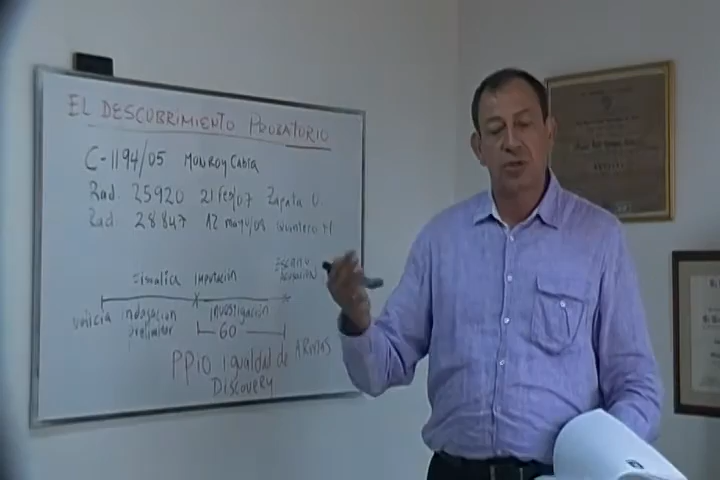 EL DESCUBRIMIENTO PROBATORIO
C-1194/05 MONROY CABRA
Rad. 25920 21 Feb/07 Zapata O.
Rad. 28847 12 mayo/08 Quintero M
Escrito
acusación
Fiscalia imputación
noticia indagación investigación
preliminar 60
PPIO igualdad de ARMAS
Discovery